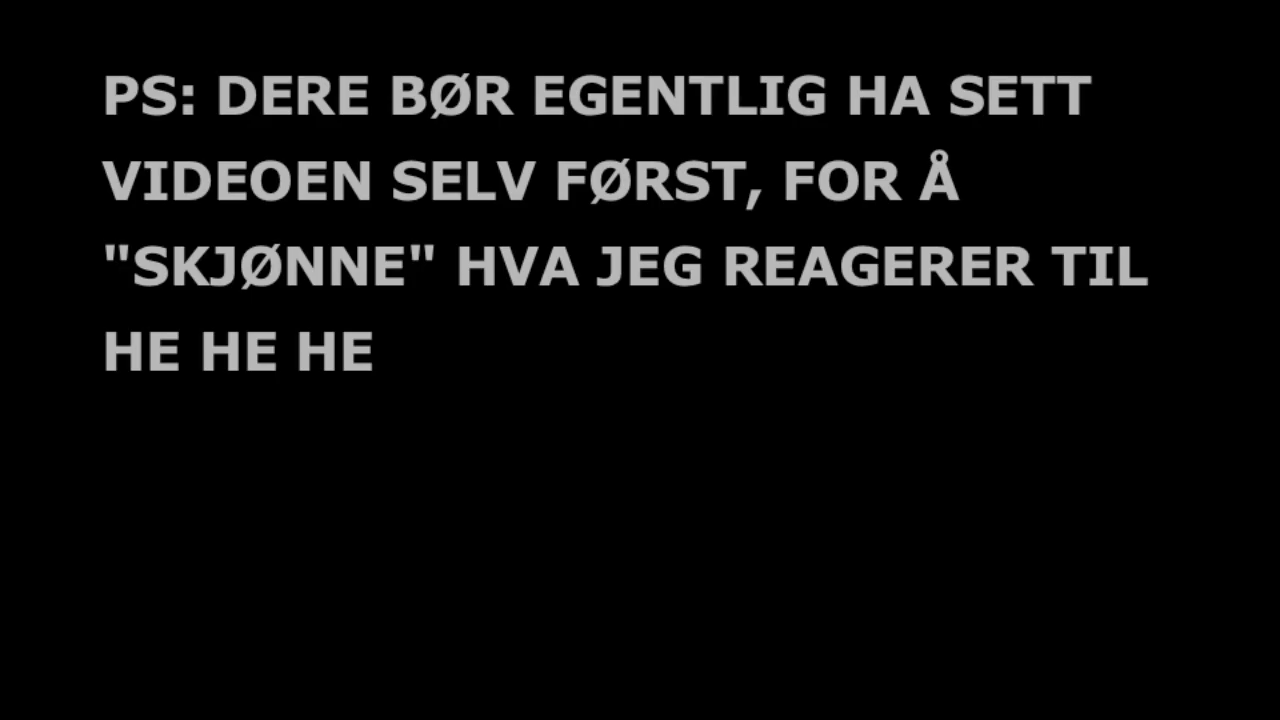 PS: DERE BØR EGENTLIG HA SETT
VIDEOEN SELV FØRST, FOR Å
"SKJØNNE" HVA JEG REAGERER TIL
HE HE HE